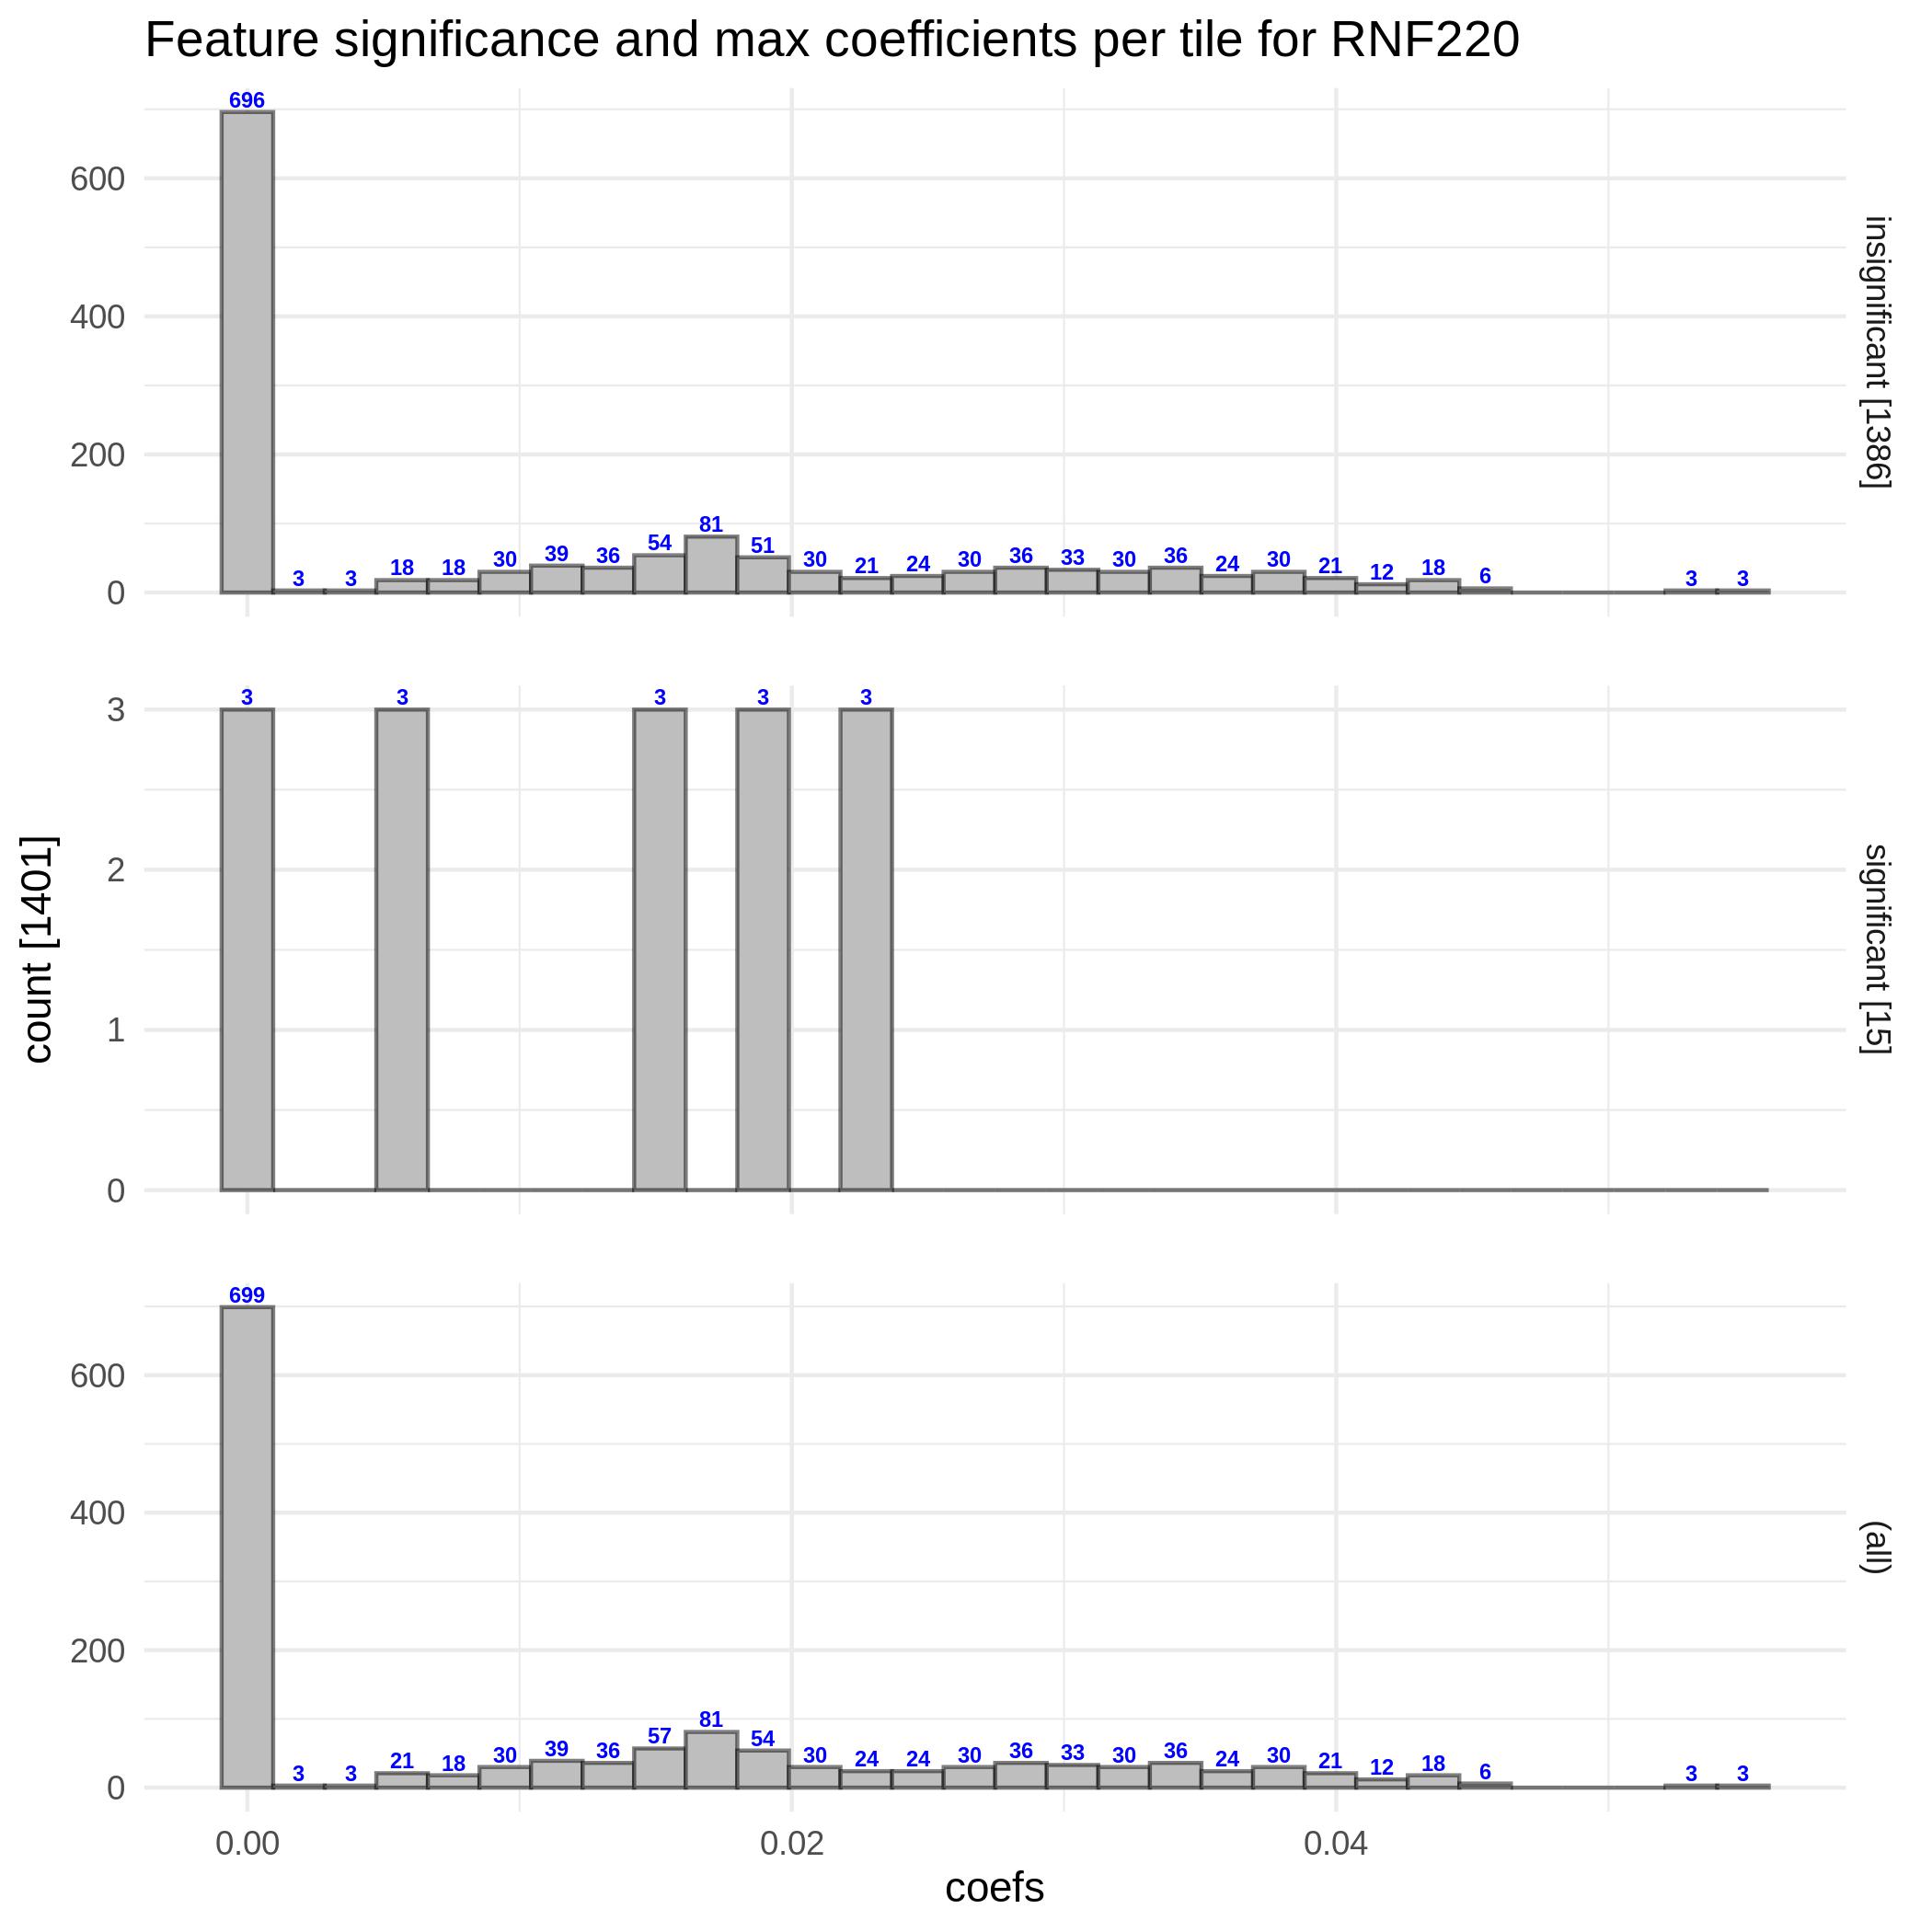 Feature significance and max coefficients per tile for RNF220
696
600
400
200
0
3 3 18 18 30 39 36 54 81 51 30 21 24 30 36 33 30 36 24 30 21 12 18 6 3 3
insignificant [1386]
3 3 3 3 3
3
2
1
0
significant [15]
count [1401]
699
600
400
200
0
3 3 21 18 30 39 36 57 81 54 30 24 24 30 36 33 30 36 24 30 21 12 18 6 3 3
(all)
0.00 0.02 0.04
coefs